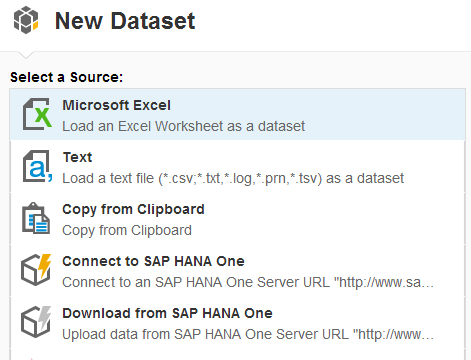 New Dataset
Select a Source:
Microsoft Excel
Load an Excel Worksheet as a dataset
Text
Load a text file (*.csv;*.txt,*.log,*.prn,*.tsv) as a dataset
Copy from Clipboard
Copy from Clipboard
Connect to SAP HANA One
Connect to an SAP HANA One Server URL "http://www.sa...
Download from SAP HANA One
Upload data from SAP HANA One Server URL "http://www...